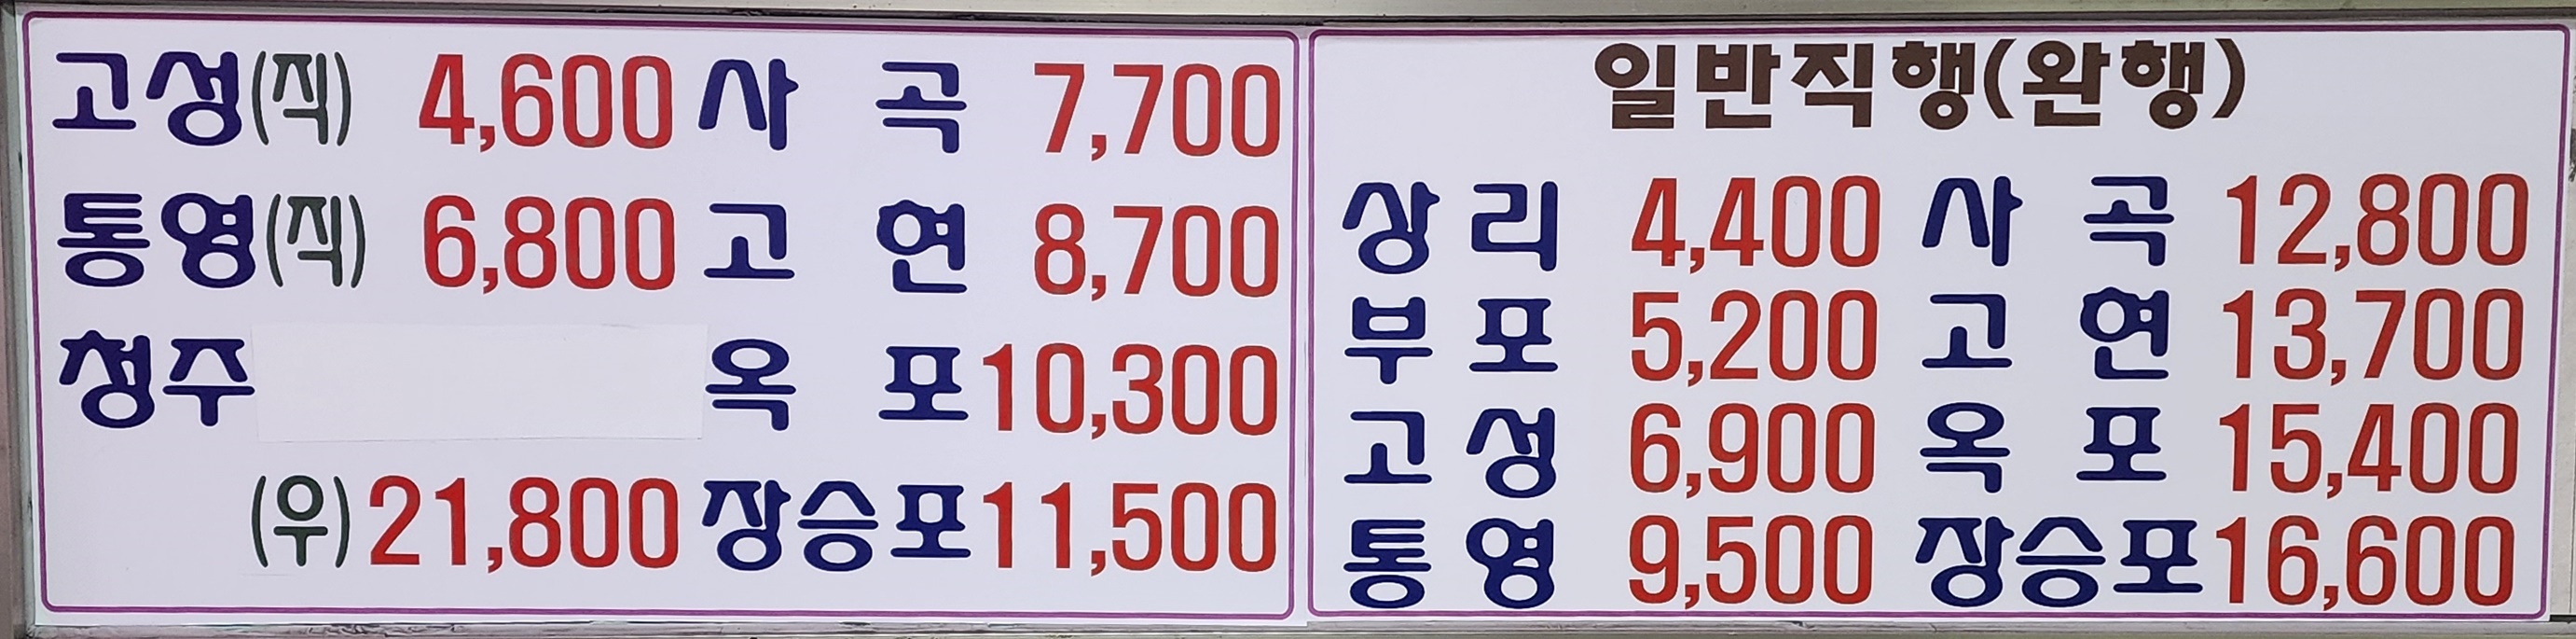 고성(직) 4,600 사 곡 7,700
통영(직) 6,800 고 현 8,700
청주 옥 포 10,300
(우) 21,800 장승포 11,500
일반직행(완행)
상 리 4,400 사 곡 12,800
부 포 5,200 고 현 13,700
고 성 6,900 옥 포 15,400
통 영 9,500 장승포 16,600